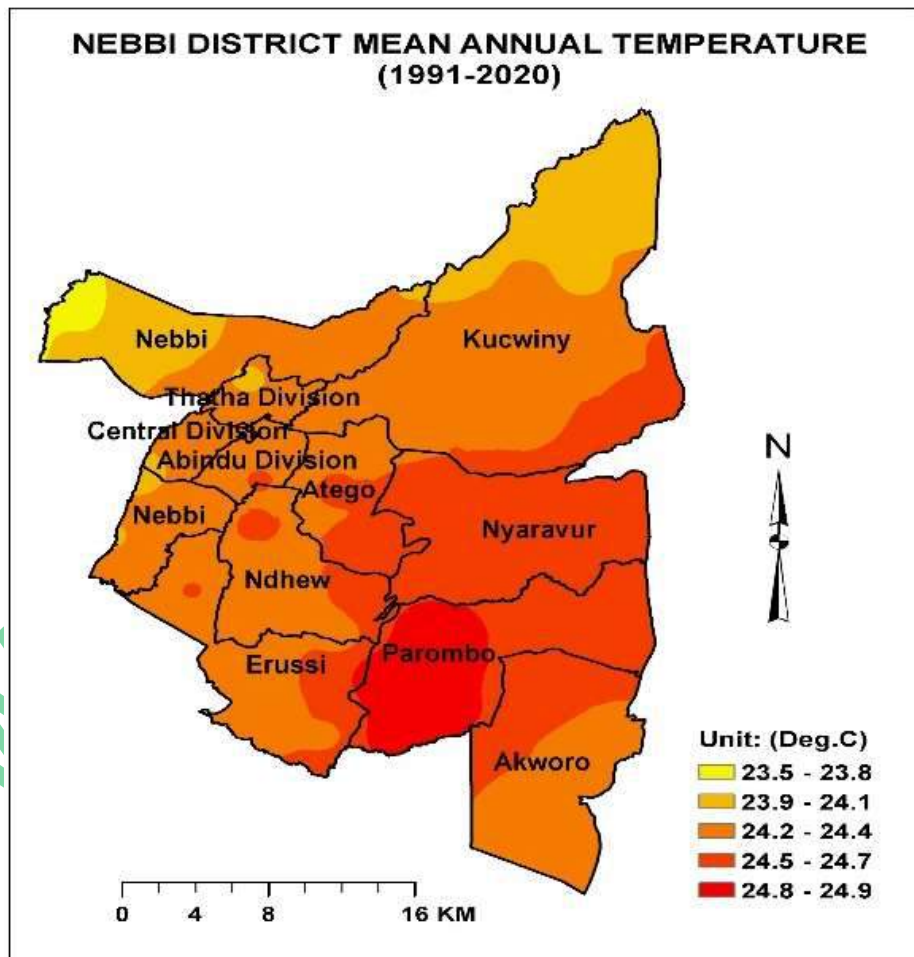 NEBBI DISTRICT MEAN ANNUAL TEMPERATURE
(1991-2020)
Nebbi
Kucwiny
Thatha Division
Central Division
Abindu Division
Atego
Nebbi
Nyaravur
Ndhew
Erussi
Parombo
Akworo
N
Unit: (Deg.C)
23.5 - 23.8
23.9 - 24.1
24.2 - 24.4
24.5 - 24.7
24.8 - 24.9
0 4 8 16 KM